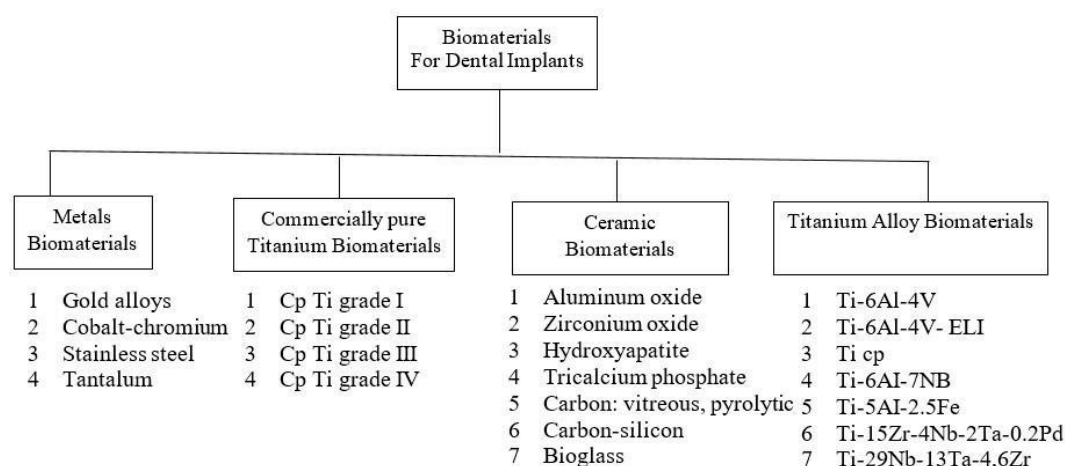 Biomaterials
For Dental Implants
Metals
Biomaterials
1 Gold alloys
2 Cobalt-chromium
3 Stainless steel
4 Tantalum
Commercially pure
Titanium Biomaterials
1 Cp Ti grade I
2 Cp Ti grade II
3 Cp Ti grade III
4 Cp Ti grade IV
Ceramic
Biomaterials
1 Aluminum oxide
2 Zirconium oxide
3 Hydroxyapatite
4 Tricalcium phosphate
5 Carbon: vitreous, pyrolytic
6 Carbon-silicon
7 Bioglass
Titanium Alloy Biomaterials
1 Ti-6Al-4V
2 Ti-6Al-4V- ELI
3 Ti cp
4 Ti-6AI-7NB
5 Ti-5AI-2.5Fe
6 Ti-15Zr-4Nb-2Ta-0.2Pd
7 Ti-29Nb-13Ta-4.6Zr